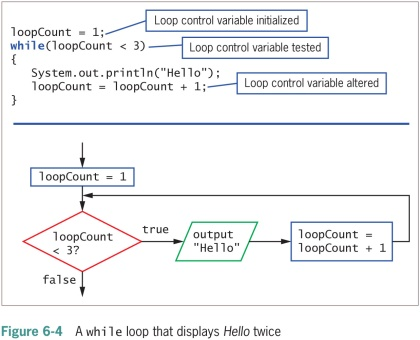 loopCount = 1; Loop control variable initialized
while(loopCount < 3) Loop control variable tested
{
System.out.println("Hello");
loopCount = loopCount + 1; Loop control variable altered
}
loopCount = 1
loopCount
< 3?
true
output
"Hello"
loopCount =
loopCount + 1
false
Figure 6-4 A while loop that displays Hello twice